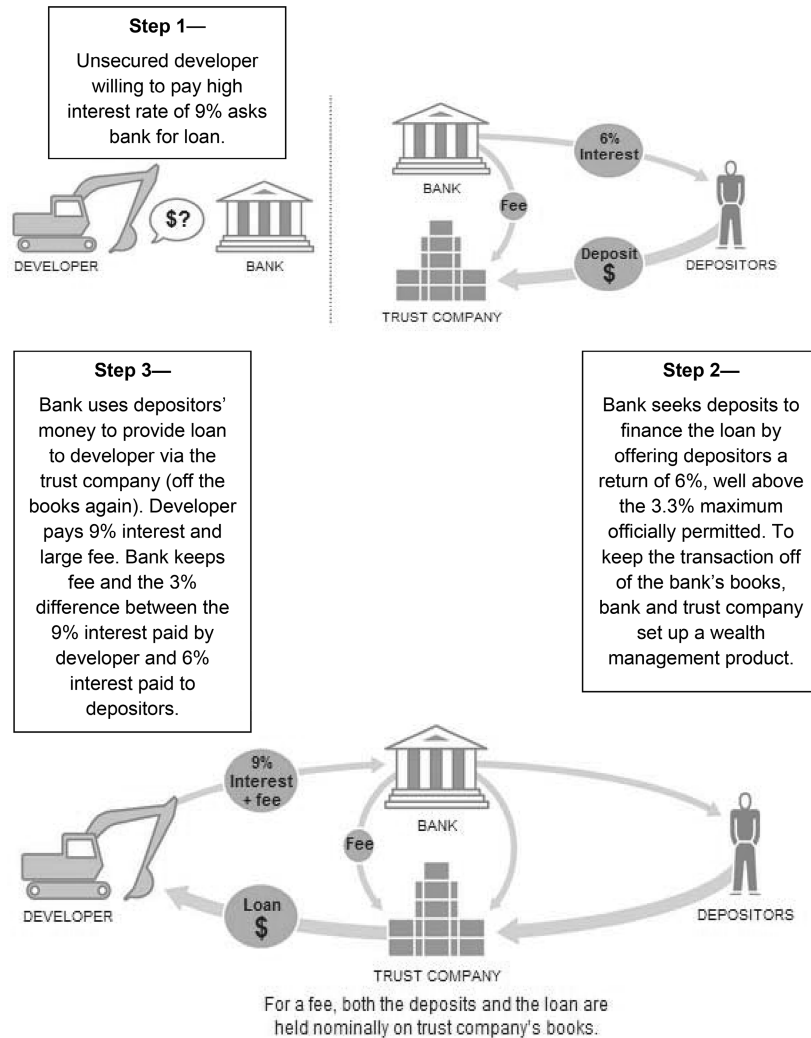 Step 1—
Unsecured developer
willing to pay high
interest rate of 9% asks
bank for loan.
$?
DEVELOPER
BANK
BANK
6%
Interest
Fee
Deposit
$
DEPOSITORS
TRUST COMPANY
Step 3—
Bank uses depositors’
money to provide loan
to developer via the
trust company (off the
books again). Developer
pays 9% interest and
large fee. Bank keeps
fee and the 3%
difference between the
9% interest paid by
developer and 6%
interest paid to
depositors.
Step 2—
Bank seeks deposits to
finance the loan by
offering depositors a
return of 6%, well above
the 3.3% maximum
officially permitted. To
keep the transaction off
of the bank’s books,
bank and trust company
set up a wealth
management product.
9%
Interest
+ fee
BANK
Fee
Loan
$
DEVELOPER
DEPOSITORS
TRUST COMPANY
For a fee, both the deposits and the loan are
held nominally on trust company’s books.